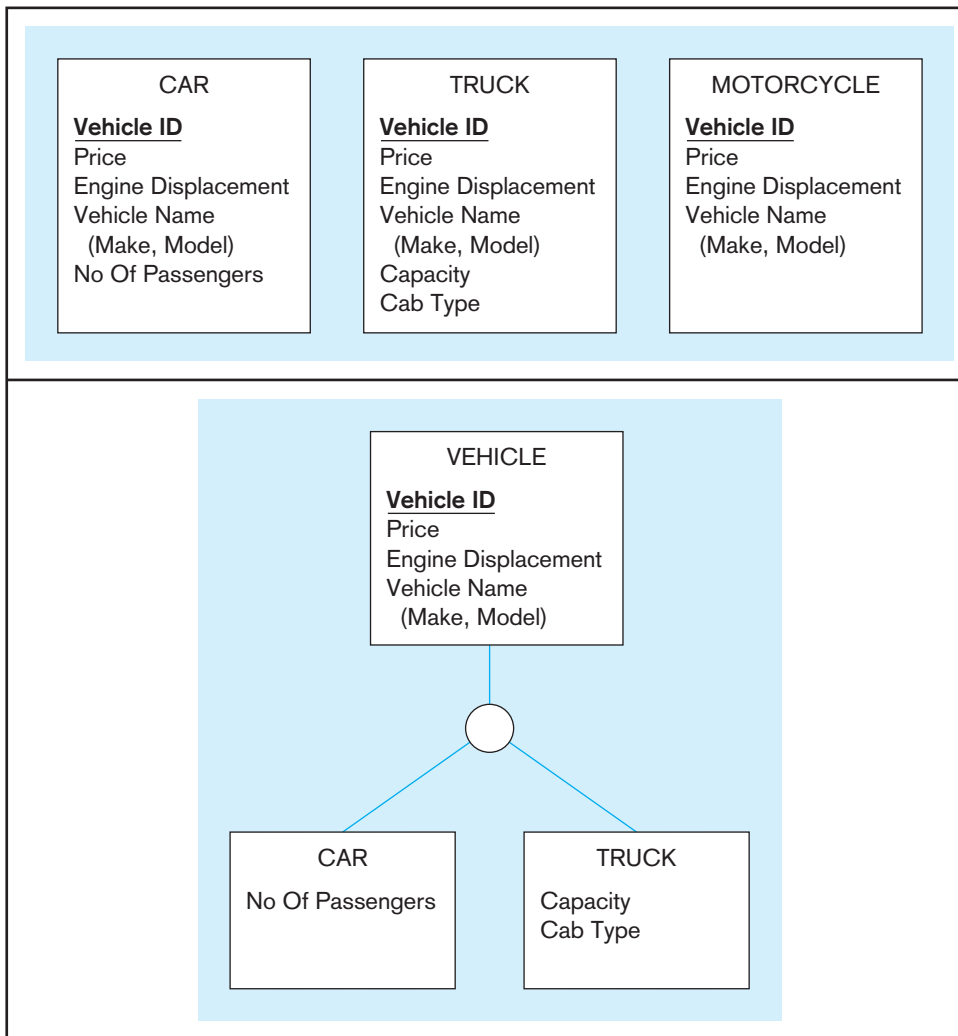 CAR
Vehicle ID
Price
Engine Displacement
Vehicle Name
(Make, Model)
No Of Passengers
TRUCK
Vehicle ID
Price
Engine Displacement
Vehicle Name
(Make, Model)
Capacity
Cab Type
MOTORCYCLE
Vehicle ID
Price
Engine Displacement
Vehicle Name
(Make, Model)
VEHICLE
Vehicle ID
Price
Engine Displacement
Vehicle Name
(Make, Model)
CAR
No Of Passengers
TRUCK
Capacity
Cab Type